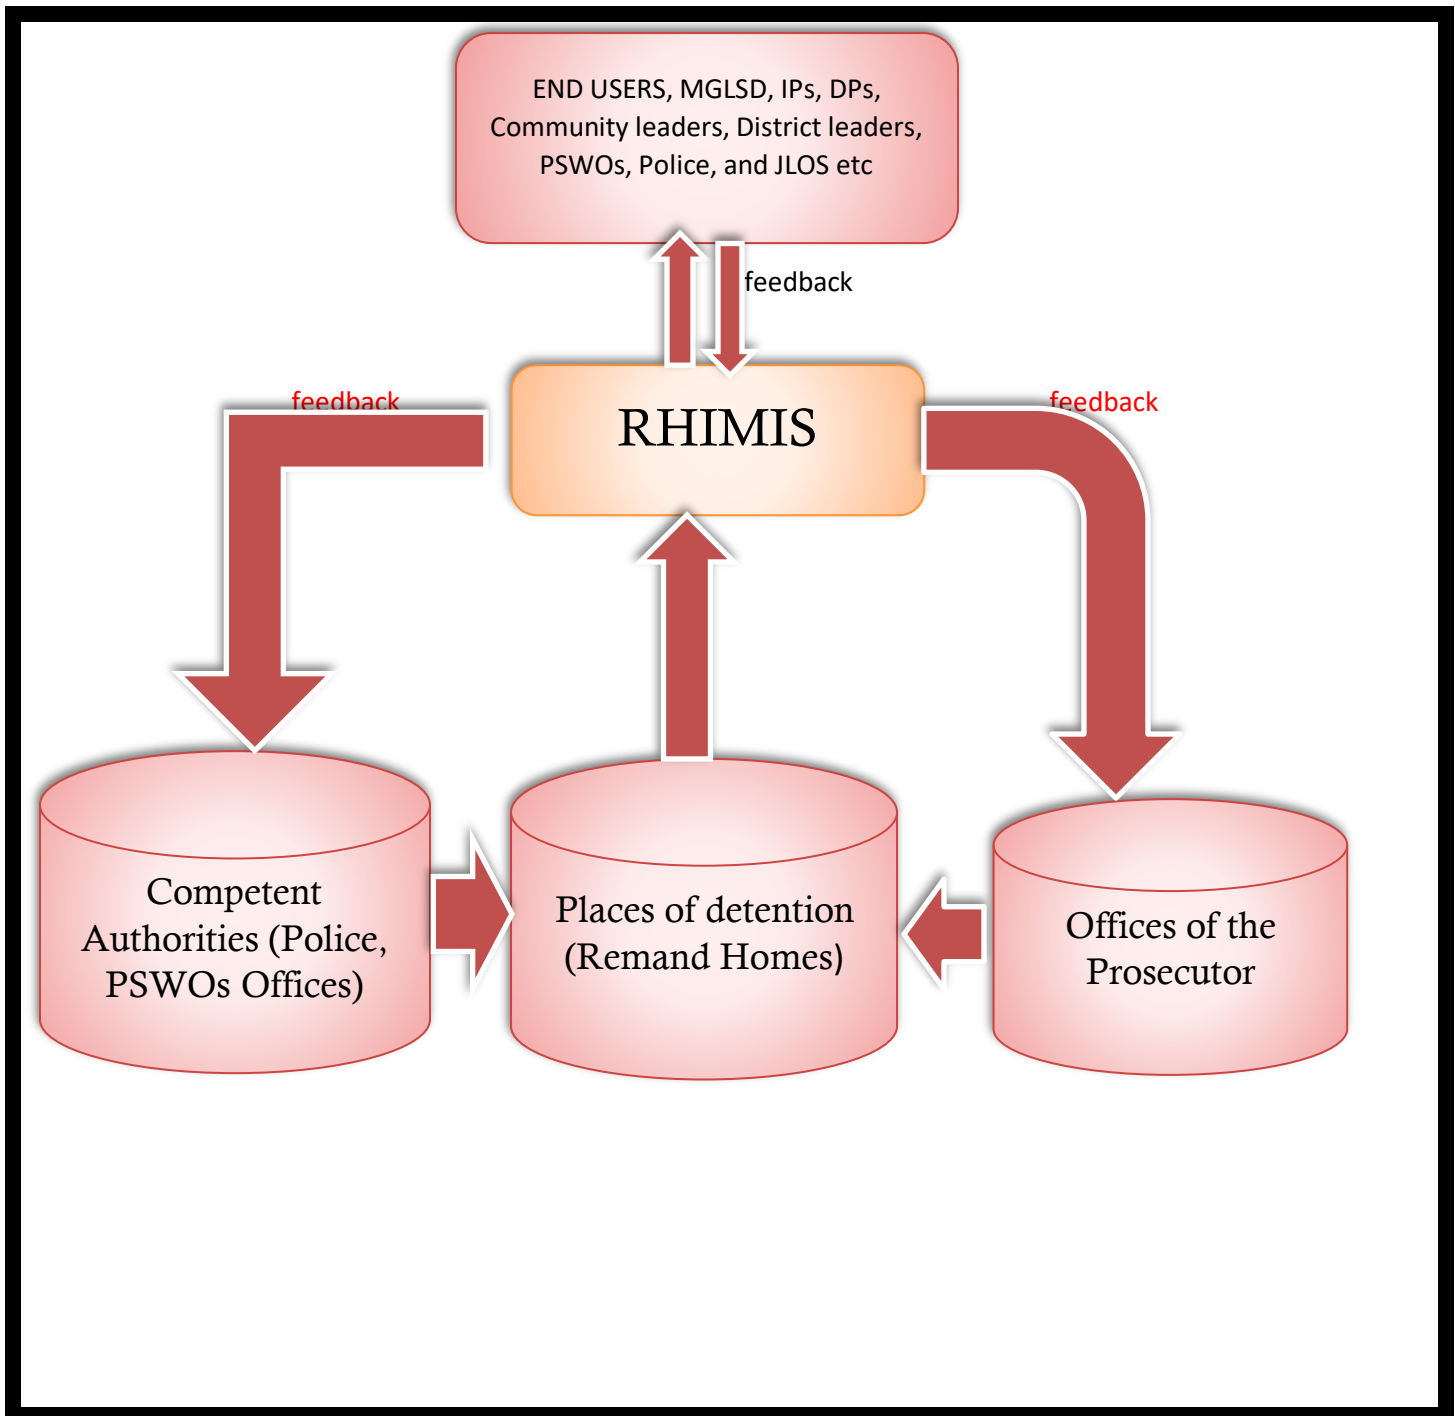 END USERS, MGLSD, IPs, DPs,
Community leaders, District leaders,
PSWOs, Police, and JLOS etc
feedback
feedback
RHIMIS
feedback
Competent
Authorities (Police,
PSWOs Offices)
Places of detention
(Remand Homes)
Offices of the
Prosecutor